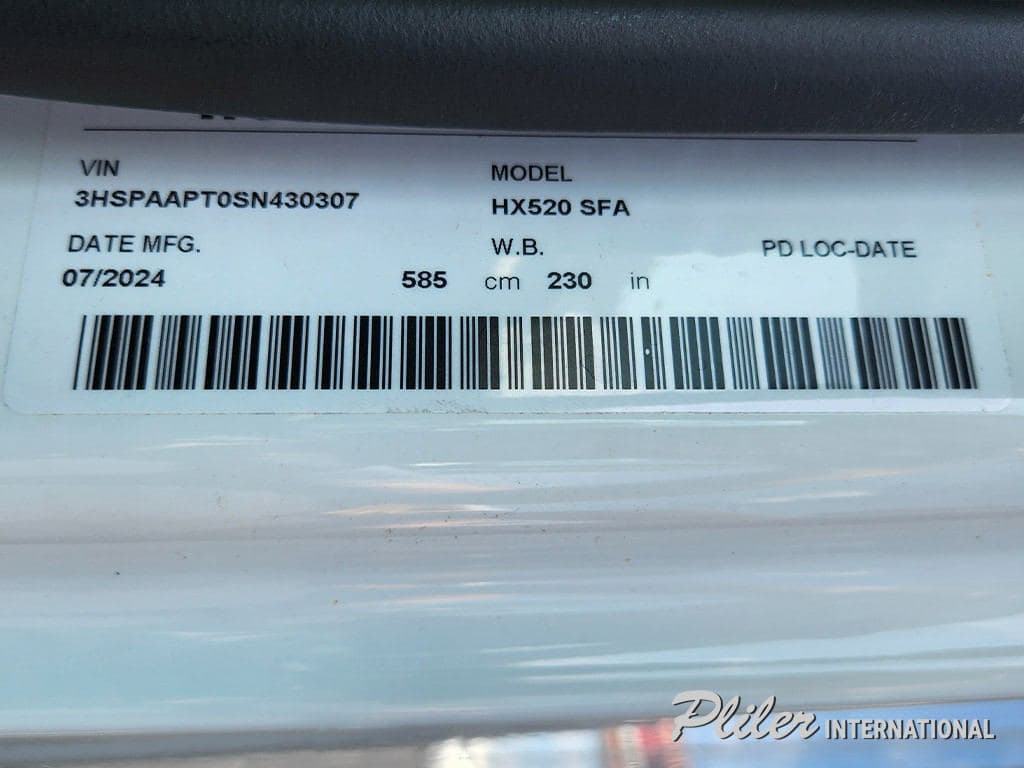 VIN
3HSPAAPT0SN430307
MODEL
HX520 SFA
DATE MFG.
07/2024
W.B.
585 cm 230 in
PD LOC-DATE
Pliler INTERNATIONAL